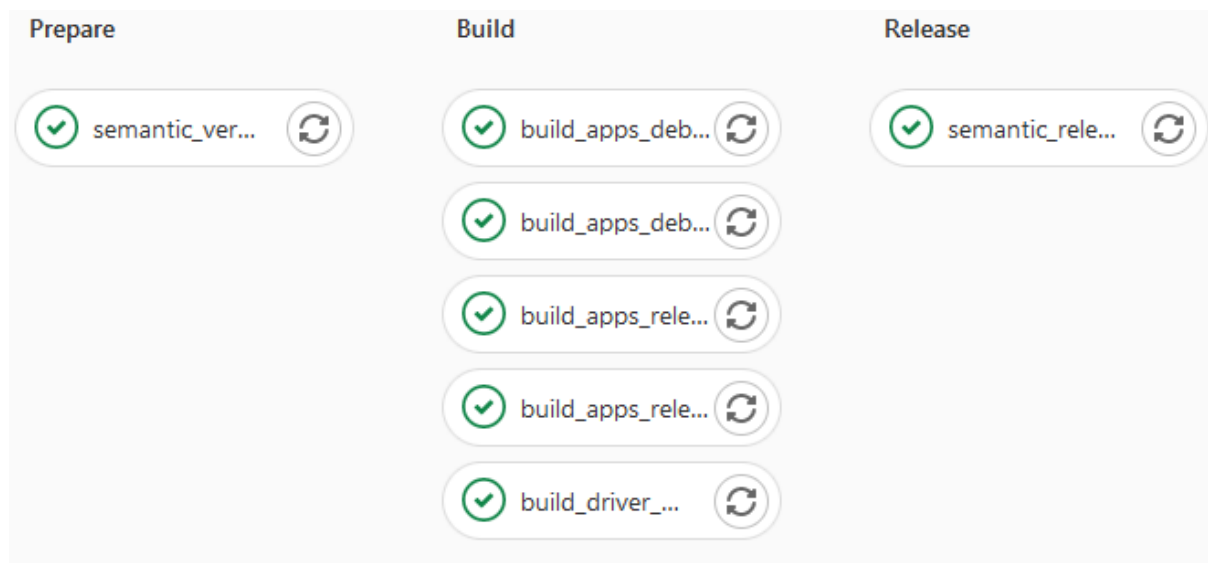 Prepare
semantic_ver...
Build
build_apps_deb...
build_apps_deb...
build_apps_rele...
build_apps_rele...
build_driver_...
Release
semantic_rele...